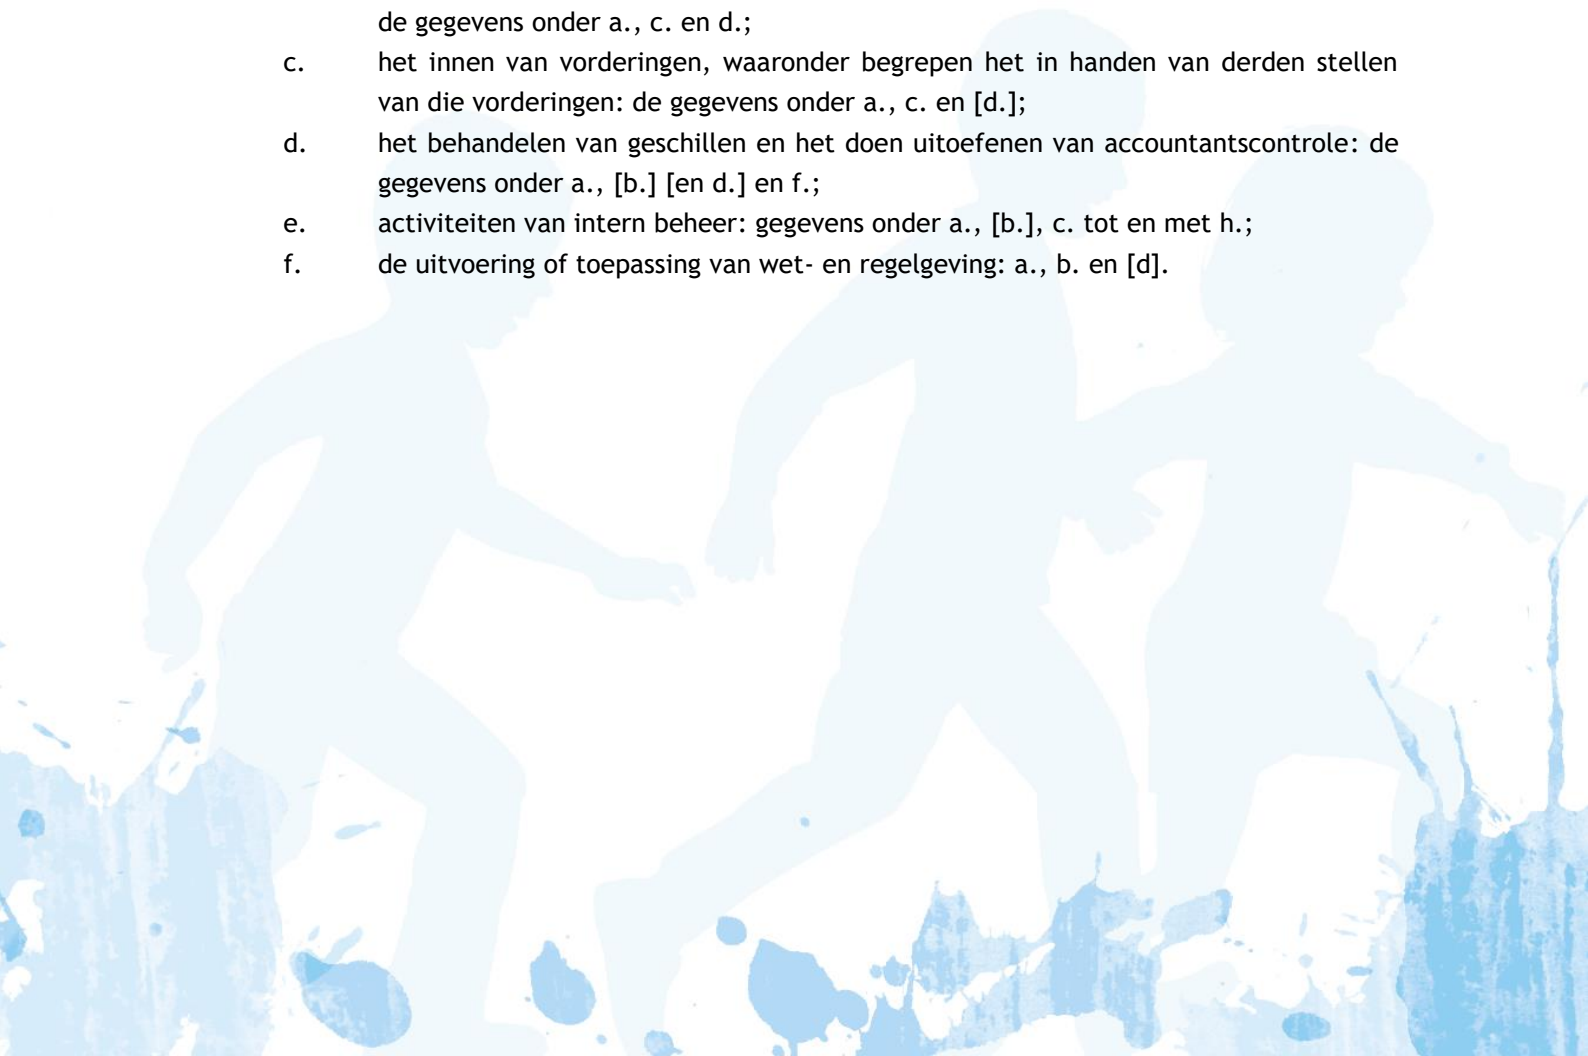 de gegevens onder a., c. en d.;
c. het innen van vorderingen, waaronder begrepen het in handen van derden stellen
van die vorderingen: de gegevens onder a., c. en [d.];
d. het behandelen van geschillen en het doen uitoefenen van accountantscontrole: de
gegevens onder a., [b.] [en d.] en f.;
e. activiteiten van intern beheer: gegevens onder a., [b.], c. tot en met h.;
f. de uitvoering of toepassing van wet- en regelgeving: a., b. en [d].